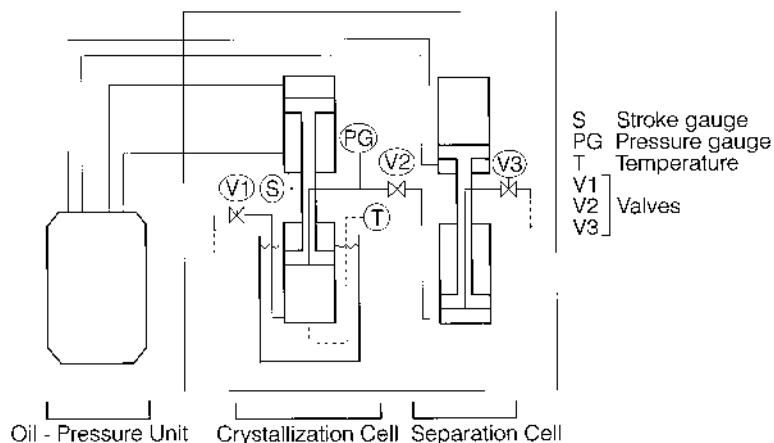 PG
V2
V1
S
T
V3
S Stroke gauge
PG Pressure gauge
T Temperature
V1
V2 Valves
V3
Oil - Pressure Unit
Crystallization Cell
Separation Cell